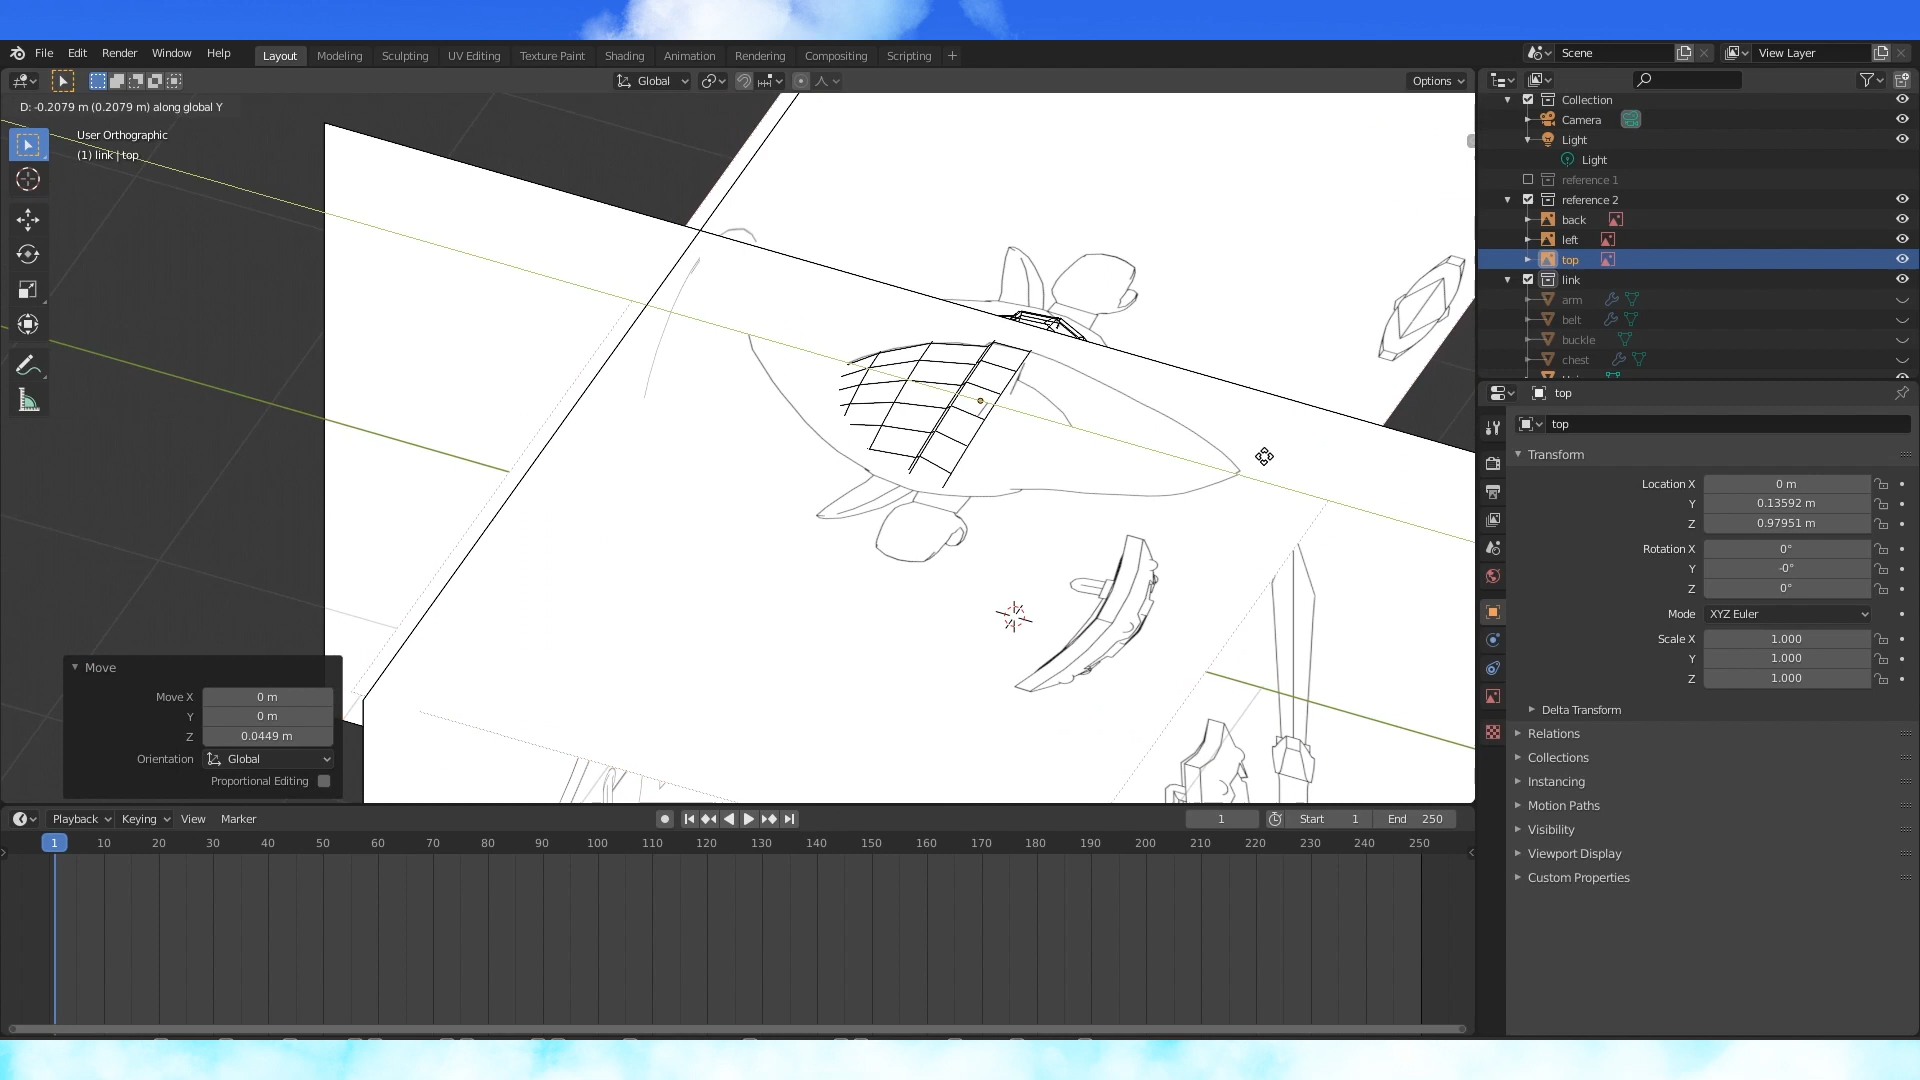 File Edit Render Window Help Layout Modeling Sculpting UV Editing Texture Paint Shading Animation Rendering Compositing Scripting + Scene View Layer
Global Options
D: -0.2079 m (0.2079 m) along global Y
User Orthographic
(1) link | top
Collection
Camera
Light
Light
reference 1
reference 2
back
left
top
link
arm
belt
buckle
chest
top
top
Transform
Location X 0 m
Y 0.13592 m
Z 0.97951 m
Rotation X 0°
Y -0°
Z 0°
Mode XYZ Euler
Scale X 1.000
Y 1.000
Z 1.000
Delta Transform
Relations
Collections
Instancing
Motion Paths
Visibility
Viewport Display
Custom Properties
Move
Move X 0 m
Y 0 m
Z 0.0449 m
Orientation Global
Proportional Editing
Playback Keying View Marker 1 Start 1 End 250
1 10 20 30 40 50 60 70 80 90 100 110 120 130 140 150 160 170 180 190 200 210 220 230 240 250